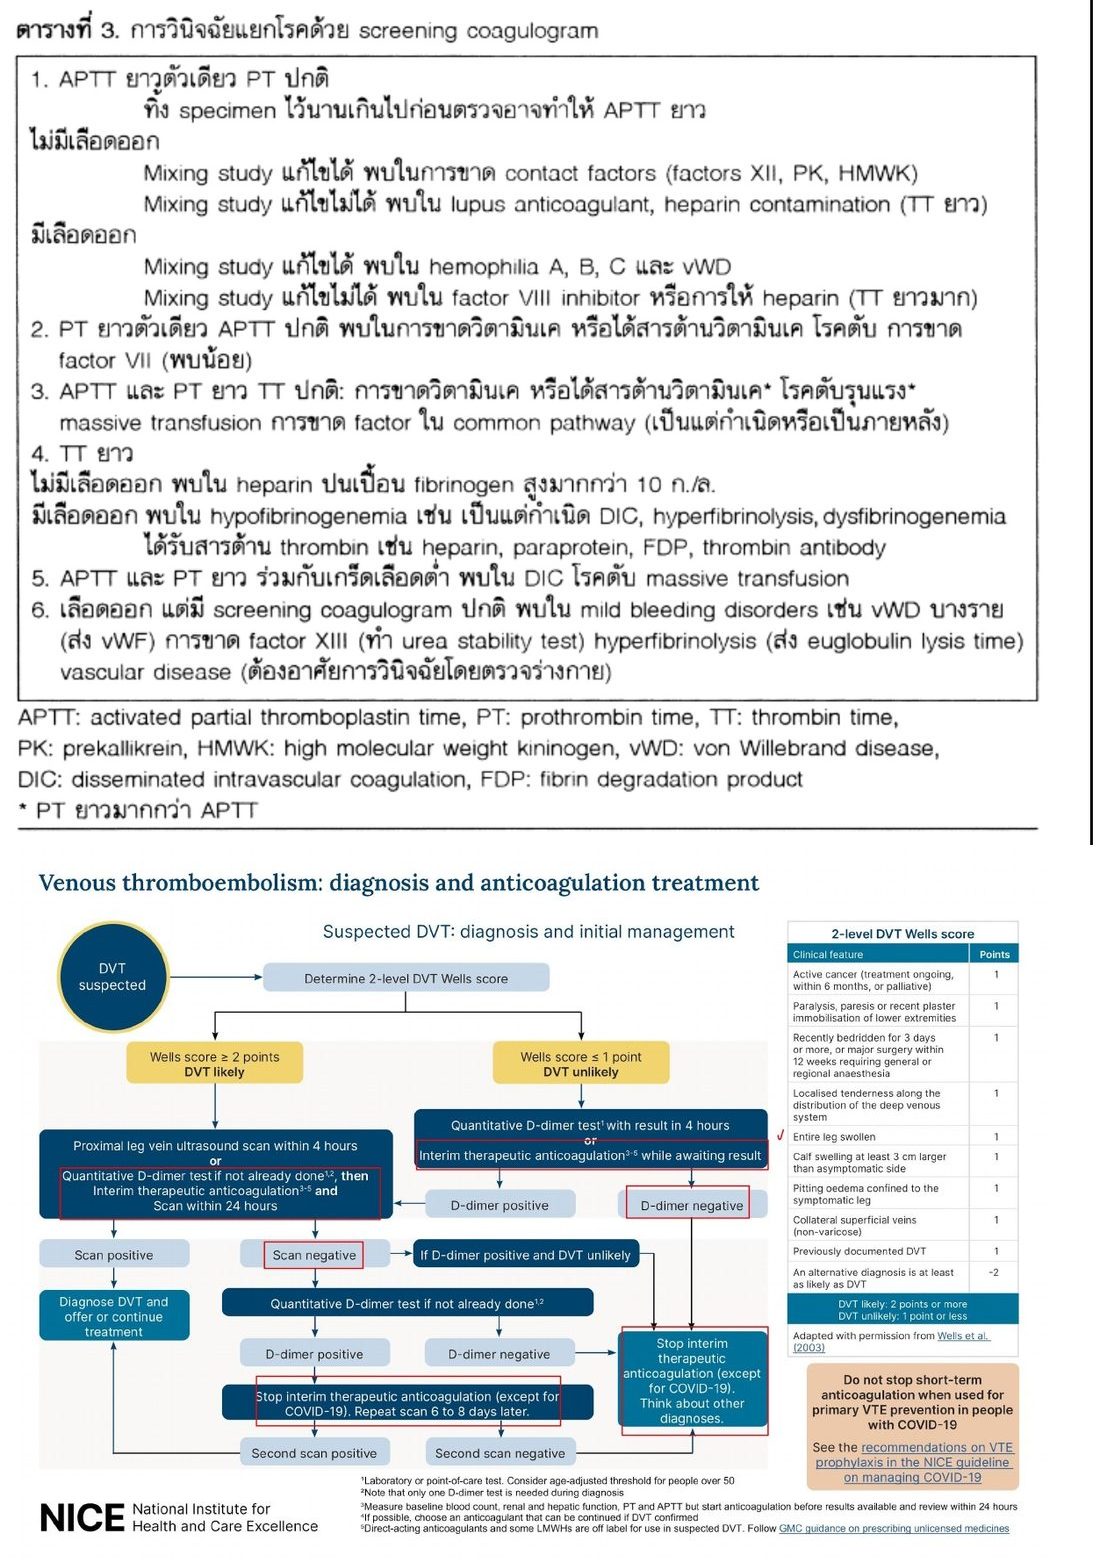 ตารางที่ 3. การวินิจฉัยแยกโรคด้วย screening coagulogram
1. APTT ยาวตัวเดียว PT ปกติ
ทิ้ง specimen ไว้นานเกินไปก่อนตรวจอาจทำให้ APTT ยาว
ไม่มีเลือดออก
Mixing study แก้ไขได้ พบในการขาด contact factors (factors XII, PK, HMWK)
Mixing study แก้ไขไม่ได้ พบใน lupus anticoagulant, heparin contamination (TT ยาว)
มีเลือดออก
Mixing study แก้ไขได้ พบใน hemophilia A, B, C และ vWD
Mixing study แก้ไขไม่ได้ พบใน factor VIII inhibitor หรือการให้ heparin (TT ยาวมาก)
2. PT ยาวตัวเดียว APTT ปกติ พบในการขาดวิตามินเค หรือได้สารต้านวิตามินเค โรคตับ การขาด
factor VII (พบน้อย)
3. APTT และ PT ยาว TT ปกติ: การขาดวิตามินเค หรือได้สารต้านวิตามินเค* โรคตับรุนแรง*
massive transfusion การขาด factor ใน common pathway (เป็นแต่กำเนิดหรือเป็นภายหลัง)
4. TT ยาว
ไม่มีเลือดออก พบใน heparin ปนเปื้อน fibrinogen สูงมากกว่า 10 ก./ล.
มีเลือดออก พบใน hypofibrinogenemia เช่น เป็นแต่กำเนิด DIC, hyperfibrinolysis, dysfibrinogenemia
ได้รับสารต้าน thrombin เช่น heparin, paraprotein, FDP, thrombin antibody
5. APTT และ PT ยาว ร่วมกับเกร็ดเลือดต่ำ พบใน DIC โรคตับ massive transfusion
6. เลือดออก แต่มี screening coagulogram ปกติ พบใน mild bleeding disorders เช่น vWD บางราย
(ส่ง vWF) การขาด factor XIII (ทำ urea stability test) hyperfibrinolysis (ส่ง euglobulin lysis time)
vascular disease (ต้องอาศัยการวินิจฉัยโดยตรวจร่างกาย)
APTT: activated partial thromboplastin time, PT: prothrombin time, TT: thrombin time,
PK: prekallikrein, HMWK: high molecular weight kininogen, vWD: von Willebrand disease,
DIC: disseminated intravascular coagulation, FDP: fibrin degradation product
* PT ยาวมากกว่า APTT
Venous thromboembolism: diagnosis and anticoagulation treatment
Suspected DVT: diagnosis and initial management
DVT
suspected
Determine 2-level DVT Wells score
Wells score ≥ 2 points
DVT likely
Wells score ≤ 1 point
DVT unlikely
Proximal leg vein ultrasound scan within 4 hours
or
Quantitative D-dimer test if not already done¹,², then
Interim therapeutic anticoagulation³-⁵ and
Scan within 24 hours
Quantitative D-dimer test¹ with result in 4 hours
or
Interim therapeutic anticoagulation³-⁵ while awaiting result
D-dimer positive
D-dimer negative
Scan positive
Scan negative
If D-dimer positive and DVT unlikely
Diagnose DVT and
offer or continue
treatment
Quantitative D-dimer test if not already done¹,²
D-dimer positive
D-dimer negative
Stop interim therapeutic anticoagulation (except for
COVID-19). Repeat scan 6 to 8 days later.
Second scan positive
Second scan negative
Stop interim
therapeutic
anticoagulation (except
for COVID-19).
Think about other
diagnoses.
2-level DVT Wells score
Clinical feature Points
Active cancer (treatment ongoing, 1
within 6 months, or palliative)
Paralysis, paresis or recent plaster 1
immobilisation of lower extremities
Recently bedridden for 3 days 1
or more, or major surgery within
12 weeks requiring general or
regional anaesthesia
Localised tenderness along the 1
distribution of the deep venous
system
Entire leg swollen 1
Calf swelling at least 3 cm larger 1
than asymptomatic side
Pitting oedema confined to the 1
symptomatic leg
Collateral superficial veins 1
(non-varicose)
Previously documented DVT 1
An alternative diagnosis is at least -2
as likely as DVT
DVT likely: 2 points or more
DVT unlikely: 1 point or less
Adapted with permission from Wells et al.
(2003)
Do not stop short-term
anticoagulation when used for
primary VTE prevention in people
with COVID-19
See the recommendations on VTE
prophylaxis in the NICE guideline
on managing COVID-19
¹Laboratory or point-of-care test. Consider age-adjusted threshold for people over 50
²Note that only one D-dimer test is needed during diagnosis
³Measure baseline blood count, renal and hepatic function, PT and APTT but start anticoagulation before results available and review within 24 hours
⁴If possible, choose an anticoagulant that can be continued if DVT confirmed
⁵Direct-acting anticoagulants and some LMWHs are off label for use in suspected DVT. Follow GMC guidance on prescribing unlicensed medicines
NICE National Institute for
Health and Care Excellence